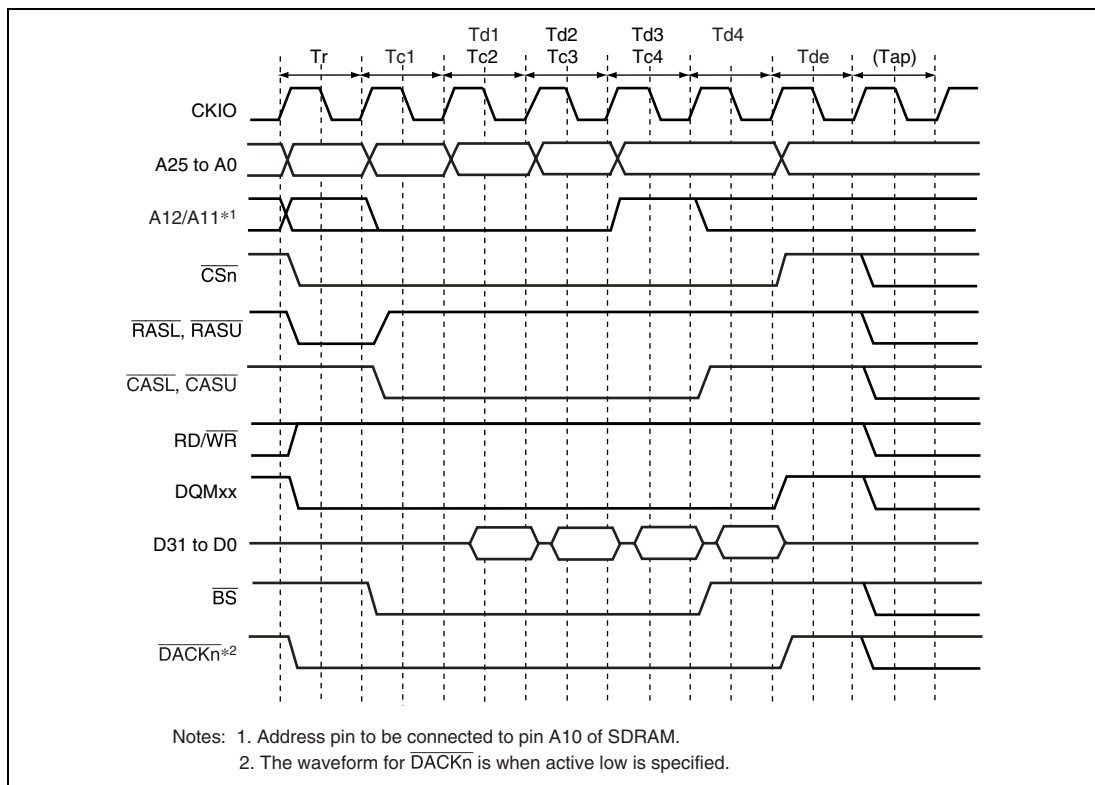 Td1 Td2 Td3 Td4
Tr Tc1 Tc2 Tc3 Tc4 Tde (Tap)
CKIO
A25 to A0
A12/A11*1
CSn
RASL, RASU
CASL, CASU
RD/WR
DQMxx
D31 to D0
BS
DACKn*2
Notes: 1. Address pin to be connected to pin A10 of SDRAM.
2. The waveform for DACKn is when active low is specified.